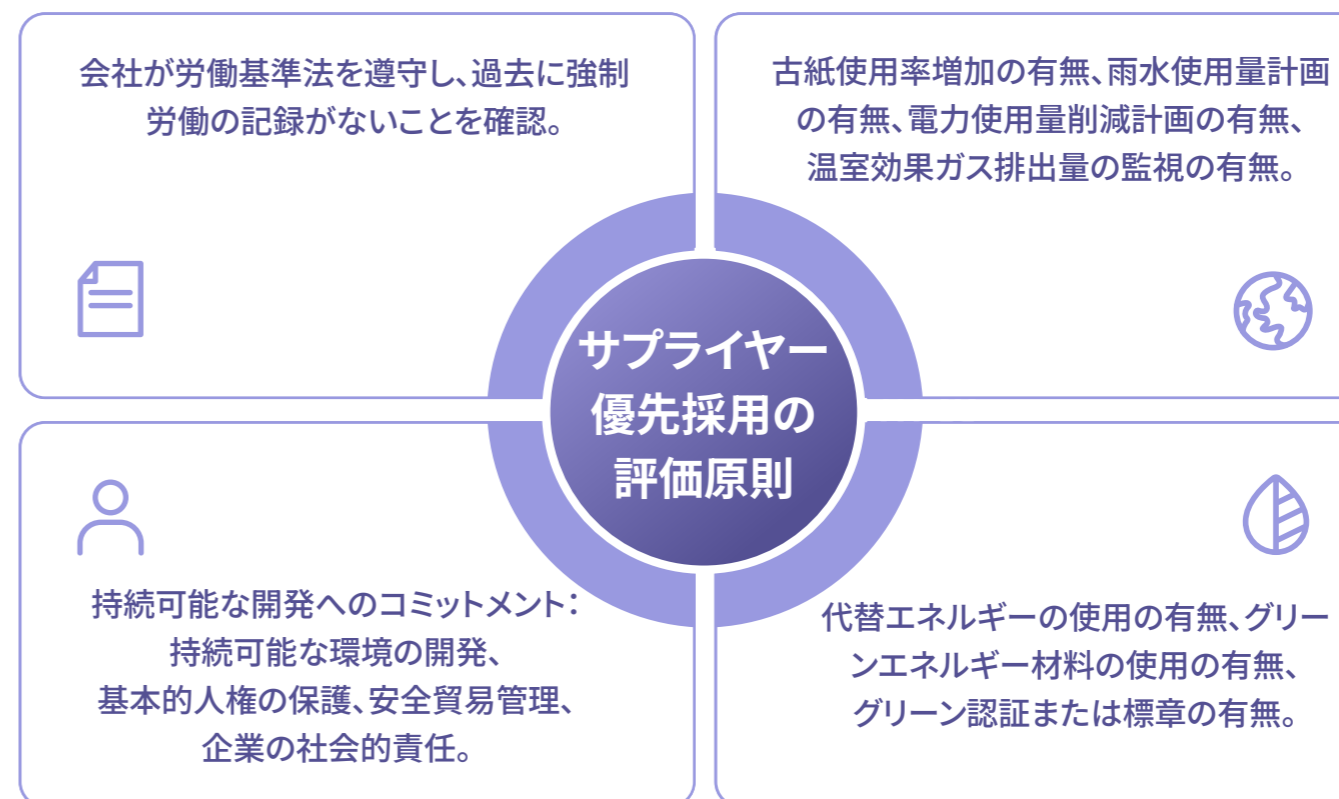 会社が労働基準法を遵守し、過去に強制
労働の記録がないことを確認。
古紙使用率増加の有無、雨水使用量計画
の有無、電力使用量削減計画の有無、
温室効果ガス排出量の監視の有無。
サプライヤー
優先採用の
評価原則
持続可能な開発へのコミットメント：
持続可能な環境の開発、
基本的人権の保護、安全貿易管理、
企業の社会的責任。
代替エネルギーの使用の有無、グリー
ンエネルギー材料の使用の有無、
グリーン認証または標章の有無。